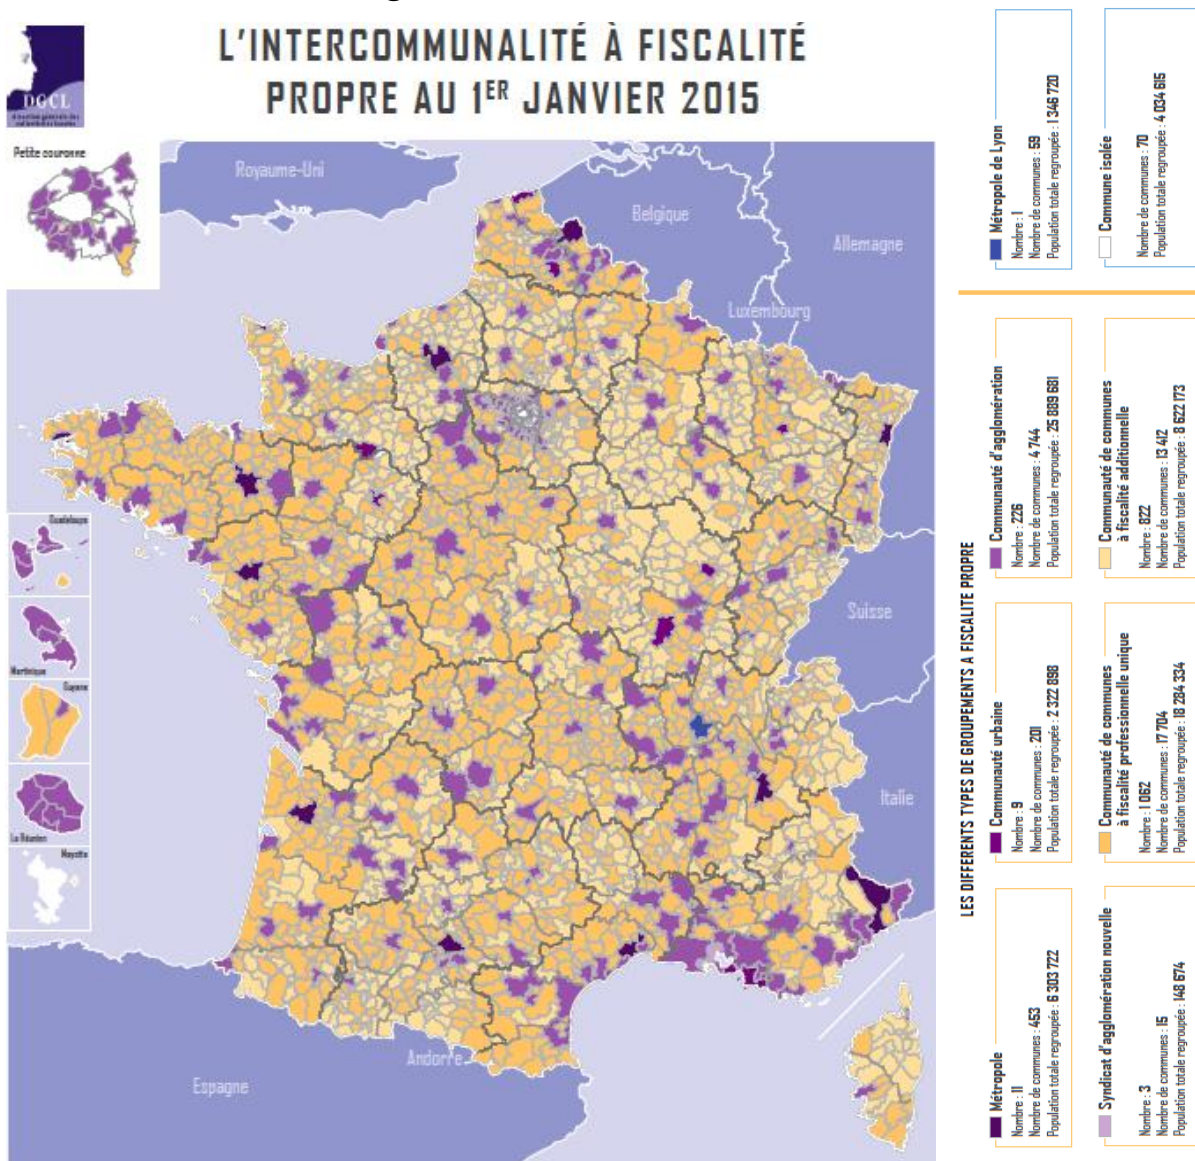 L'INTERCOMMUNALITÉ À FISCALITÉ
PROPRE AU 1ER JANVIER 2015
DGCL
Petite couronne
Royaume-Uni
Belgique
Allemagne
Luxembourg
Suisse
Italie
Andorre
Espagne
Guadeloupe
Martinique
Guyane
La Réunion
Mayotte
LES DIFFERENTS TYPES DE GROUPEMENTS A FISCALITE PROPRE
Métropole
Nombre : 11
Nombre de communes : 453
Population totale regroupée : 6 303 722
Communauté urbaine
Nombre : 9
Nombre de communes : 201
Population totale regroupée : 2 322 898
Communauté d'agglomération
Nombre : 226
Nombre de communes : 4 744
Population totale regroupée : 25 889 681
Métropole de Lyon
Nombre : 1
Nombre de communes : 59
Population totale regroupée : 1 346 720
Syndicat d'agglomération nouvelle
Nombre : 3
Nombre de communes : 15
Population totale regroupée : 148 674
Communauté de communes
à fiscalité professionnelle unique
Nombre : 1 062
Nombre de communes : 17 704
Population totale regroupée : 18 284 334
Communauté de communes
à fiscalité additionnelle
Nombre : 822
Nombre de communes : 13 412
Population totale regroupée : 8 622 173
Commune isolée
Nombre de communes : 70
Population totale regroupée : 4 034 615